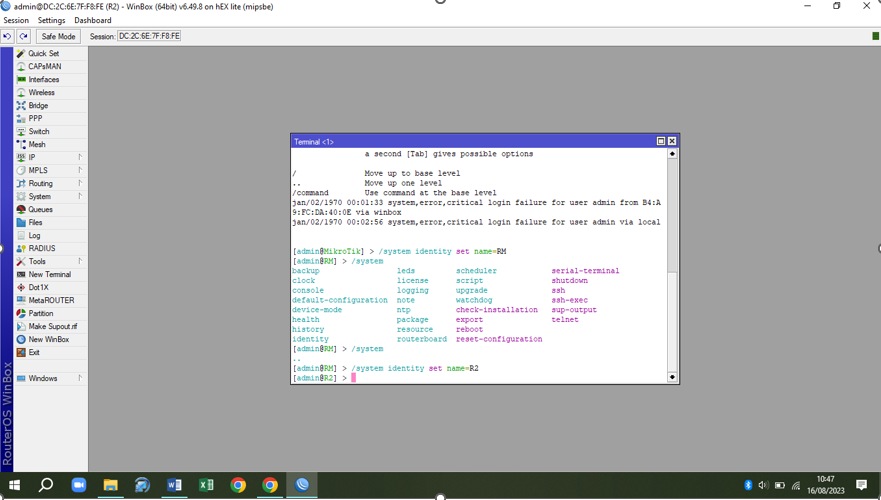 admin@DC:2C:6E:7F:F8:FE (R2) - WinBox (64bit) v6.49.8 on hEX lite (mipsbe)
Session Settings Dashboard
Safe Mode Session: DC:2C:6E:7F:F8:FE
Quick Set
CAPsMAN
Interfaces
Wireless
Bridge
PPP
Switch
Mesh
IP
MPLS
Routing
System
Queues
Files
Log
RADIUS
Tools
New Terminal
Dot1X
MetaROUTER
Partition
Make Supout.rif
New WinBox
Exit
Windows
RouterOS WinBox
Terminal <1>
a second [Tab] gives possible options
/ Move up to base level
.. Move up one level
/command Use command at the base level
jan/02/1970 00:01:33 system,error,critical login failure for user admin from B4:A
9:FC:DA:40:0E via winbox
jan/02/1970 00:02:56 system,error,critical login failure for user admin via local
[admin@MikroTik] > /system identity set name=RM
[admin@RM] > /system
backup leds scheduler serial-terminal
clock license script shutdown
console logging upgrade ssh
default-configuration note watchdog ssh-exec
device-mode ntp check-installation sup-output
health package export telnet
history resource reboot
identity routerboard reset-configuration
[admin@RM] > /system
..
[admin@RM] > /system identity set name=R2
[admin@R2] >
10:47
16/08/2023